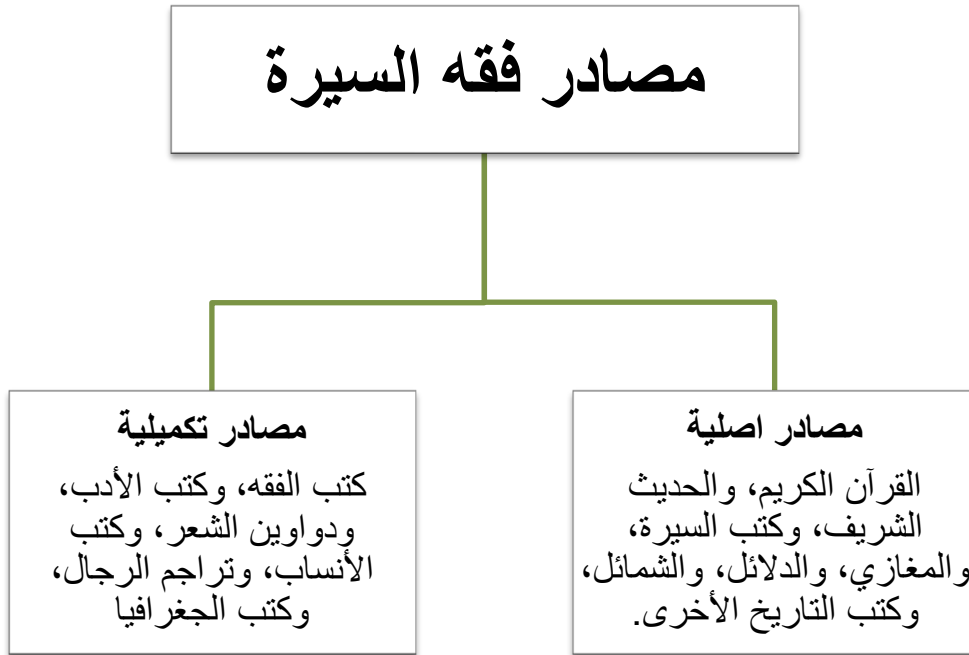 مصادر فقه السيرة
مصادر اصلية
القرآن الكريم، والحديث
الشريف، وكتب السيرة،
والمغازي، والدلائل، والشمائل،
وكتب التاريخ الأخرى.
مصادر تكميلية
كتب الفقه، وكتب الأدب،
ودواوين الشعر، وكتب
الأنساب، وتراجم الرجال،
وكتب الجغرافيا